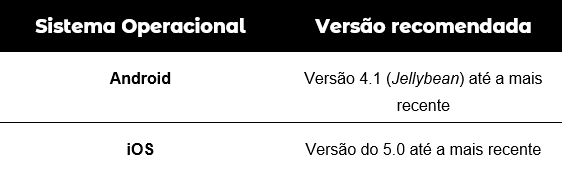 Sistema Operacional Versão recomendada
Android Versão 4.1 (Jellybean) até a mais
recente
iOS Versão do 5.0 até a mais recente